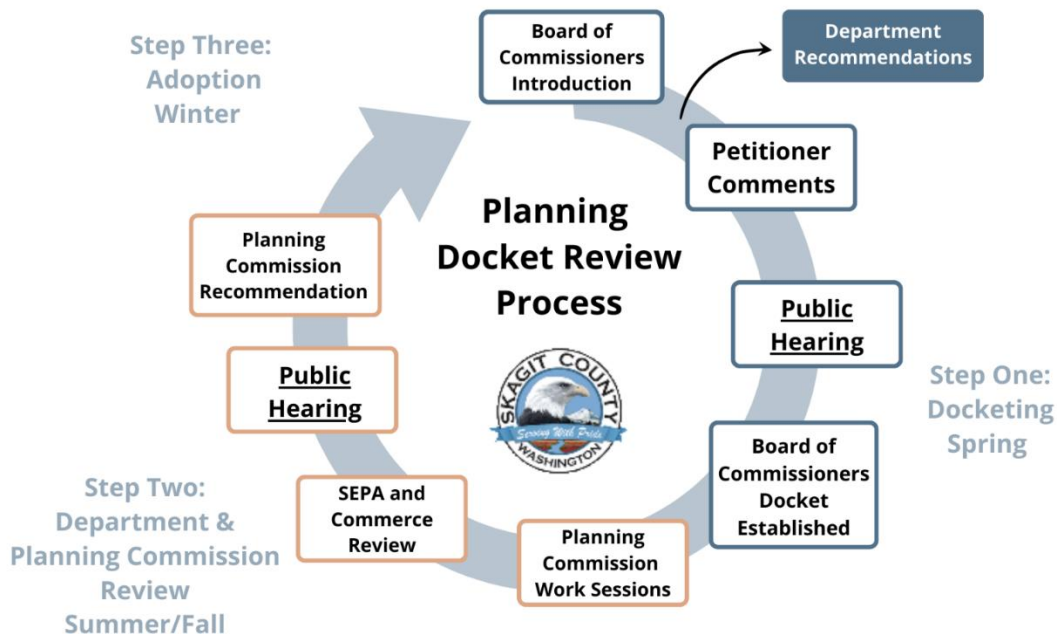 Step Three:
Adoption
Winter
Board of
Commissioners
Introduction
Department
Recommendations
Petitioner
Comments
Planning
Docket Review
Process
Planning
Commission
Recommendation
Public
Hearing
Public
Hearing
SKAGIT COUNTY
Serving With Pride
WASHINGTON
Step One:
Docketing
Spring
Board of
Commissioners
Docket
Established
SEPA and
Commerce
Review
Planning
Commission
Work Sessions
Step Two:
Department &
Planning Commission
Review
Summer/Fall